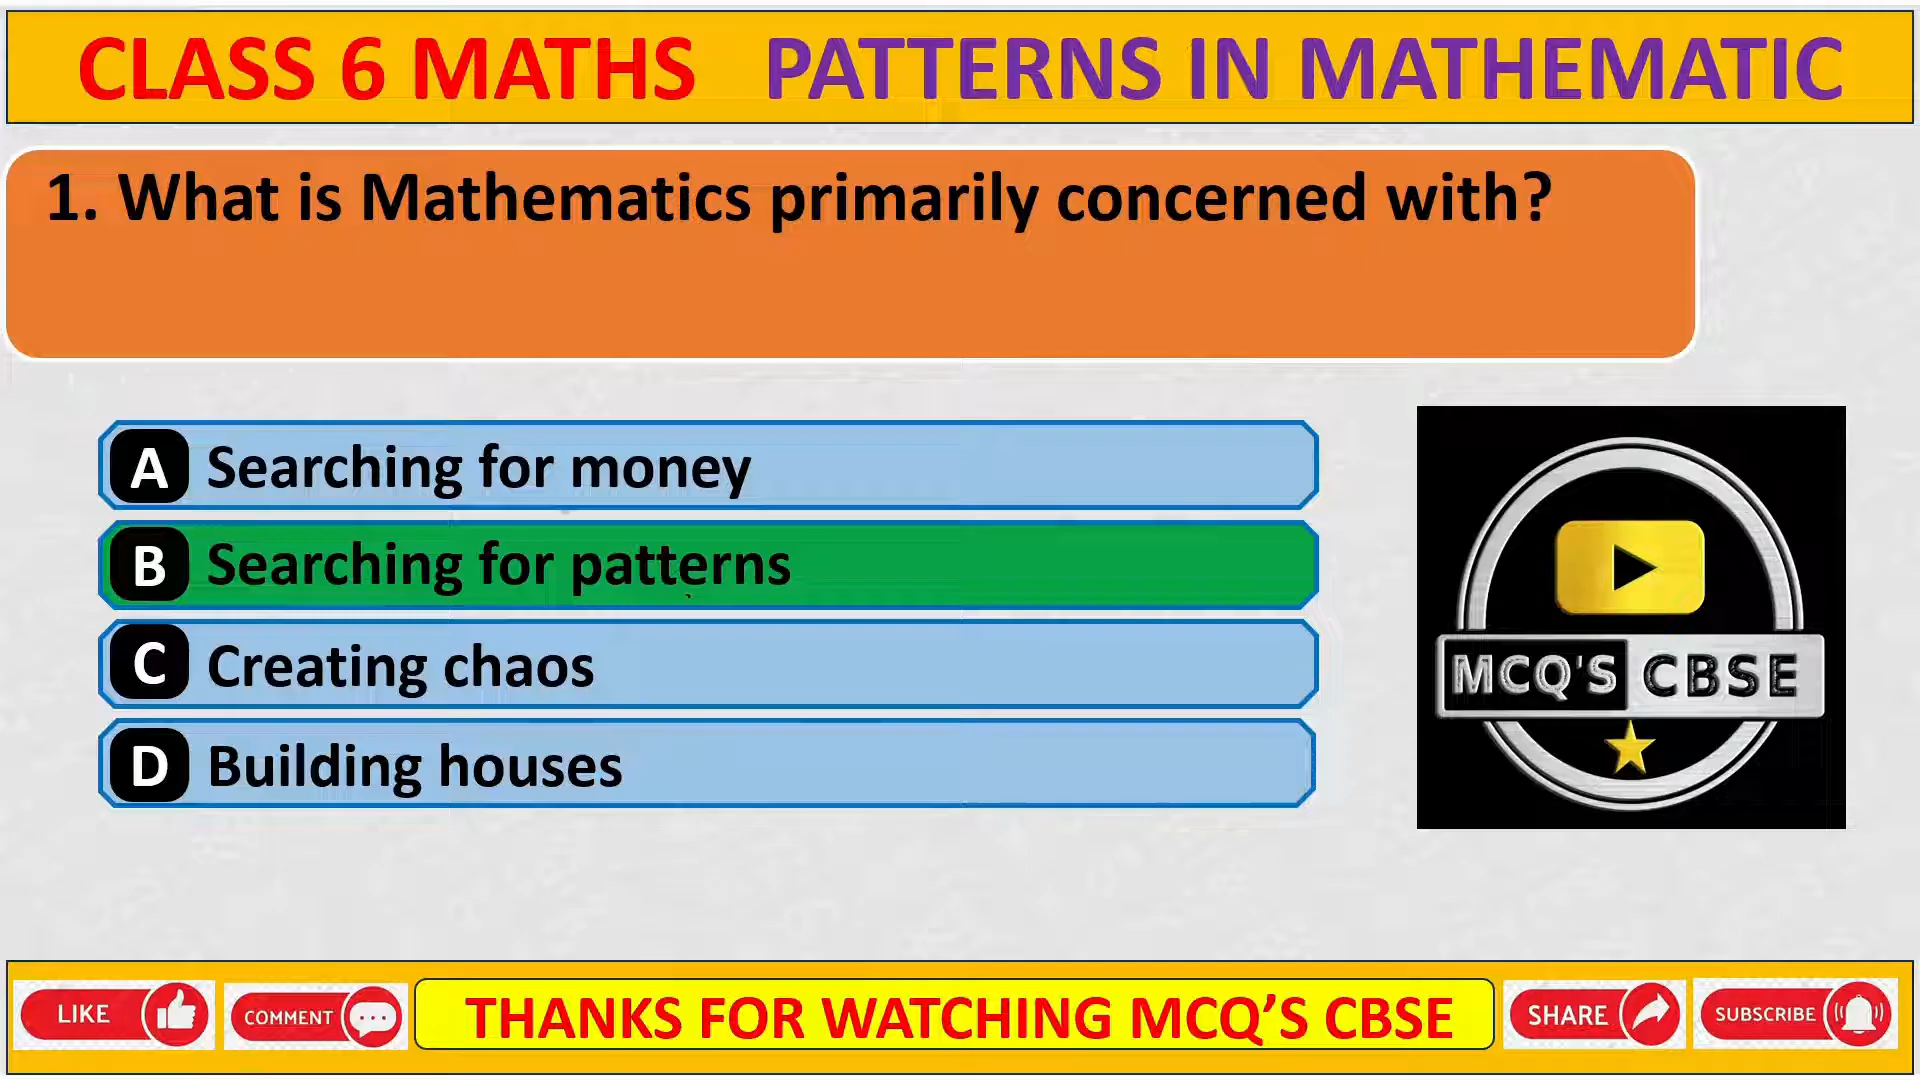 CLASS 6 MATHS PATTERNS IN MATHEMATIC
1. What is Mathematics primarily concerned with?
A Searching for money
B Searching for patterns
C Creating chaos
D Building houses
MCQ'S CBSE
LIKE COMMENT THANKS FOR WATCHING MCQ’S CBSE SHARE SUBSCRIBE